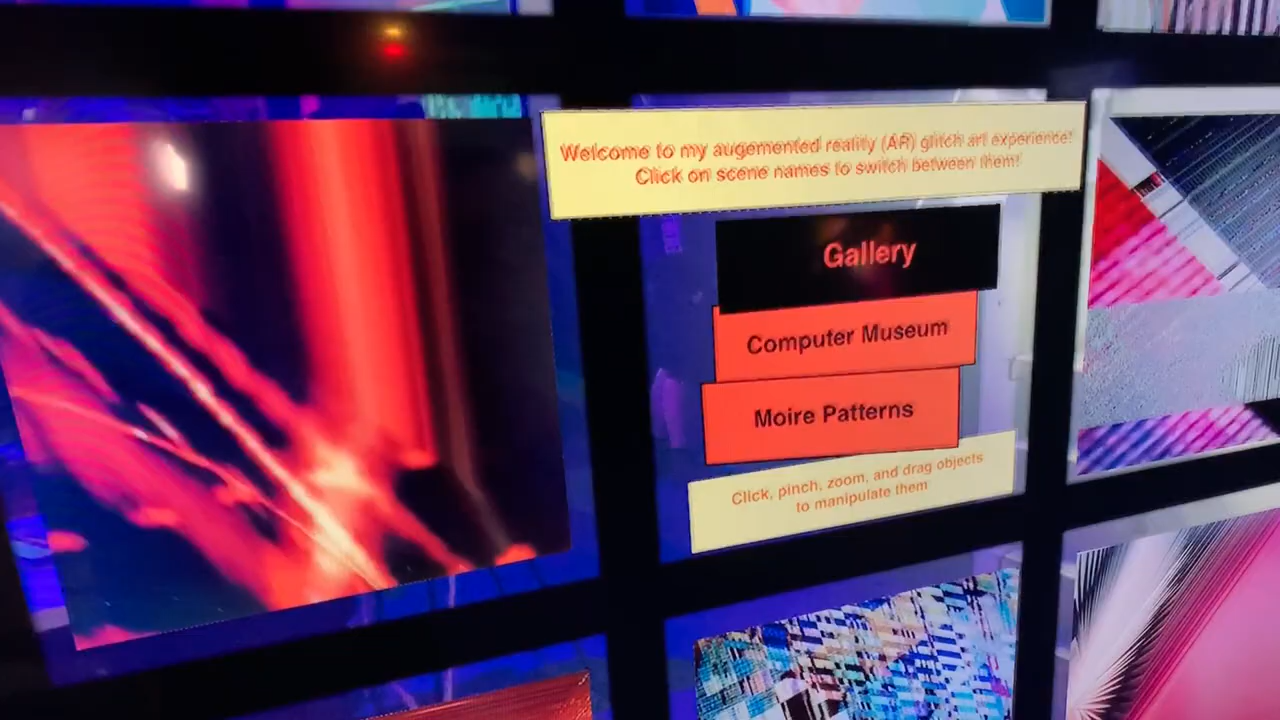 Welcome to my augemented reality (AR) glitch art experience!
Click on scene names to switch between them!
Gallery
Computer Museum
Moire Patterns
Click, pinch, zoom, and drag objects
to manipulate them